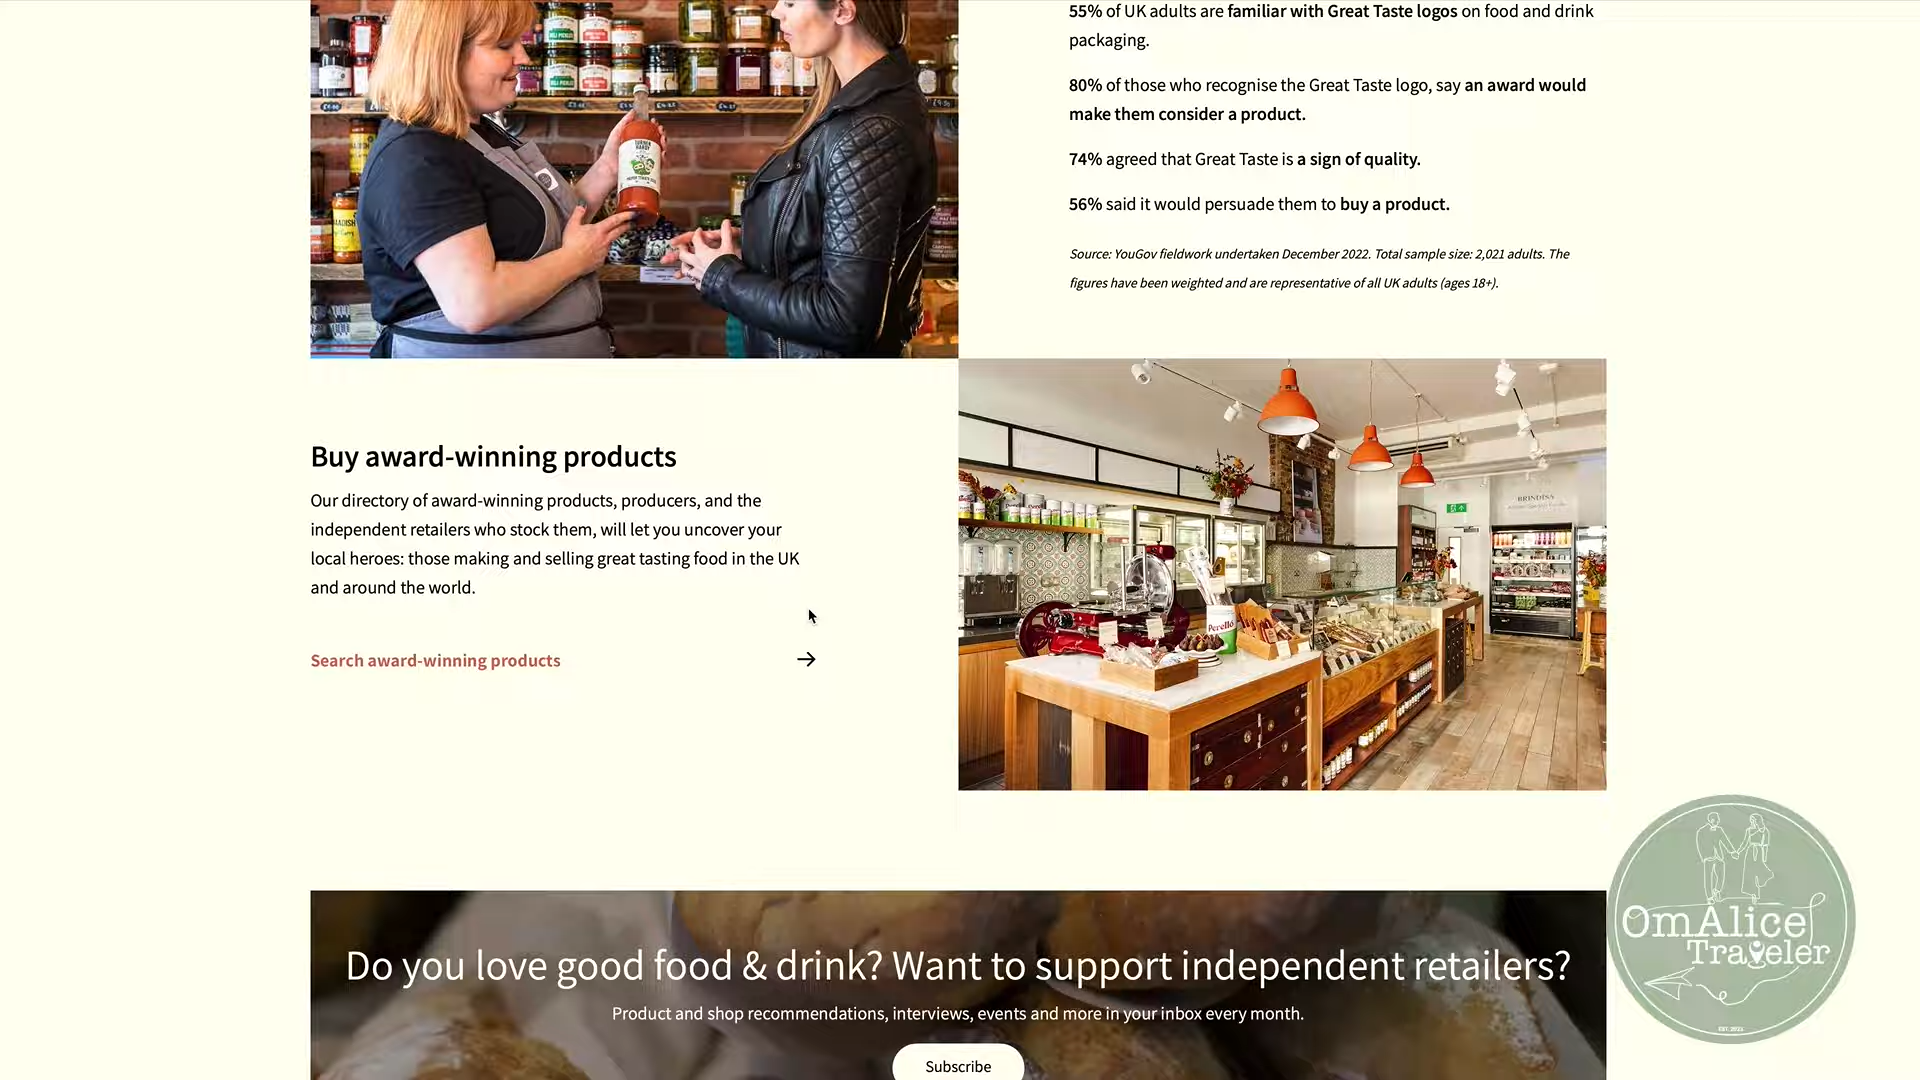 55% of UK adults are familiar with Great Taste logos on food and drink
packaging.
80% of those who recognise the Great Taste logo, say an award would
make them consider a product.
74% agreed that Great Taste is a sign of quality.
56% said it would persuade them to buy a product.
Source: YouGov fieldwork undertaken December 2022. Total sample size: 2,021 adults. The
figures have been weighted and are representative of all UK adults (ages 18+).
Buy award-winning products
Our directory of award-winning products, producers, and the
independent retailers who stock them, will let you uncover your
local heroes: those making and selling great tasting food in the UK
and around the world.
Search award-winning products
BRINDISA
Perelló
Do you love good food & drink? Want to support independent retailers?
Product and shop recommendations, interviews, events and more in your inbox every month.
Subscribe
OmAlice
Traveler